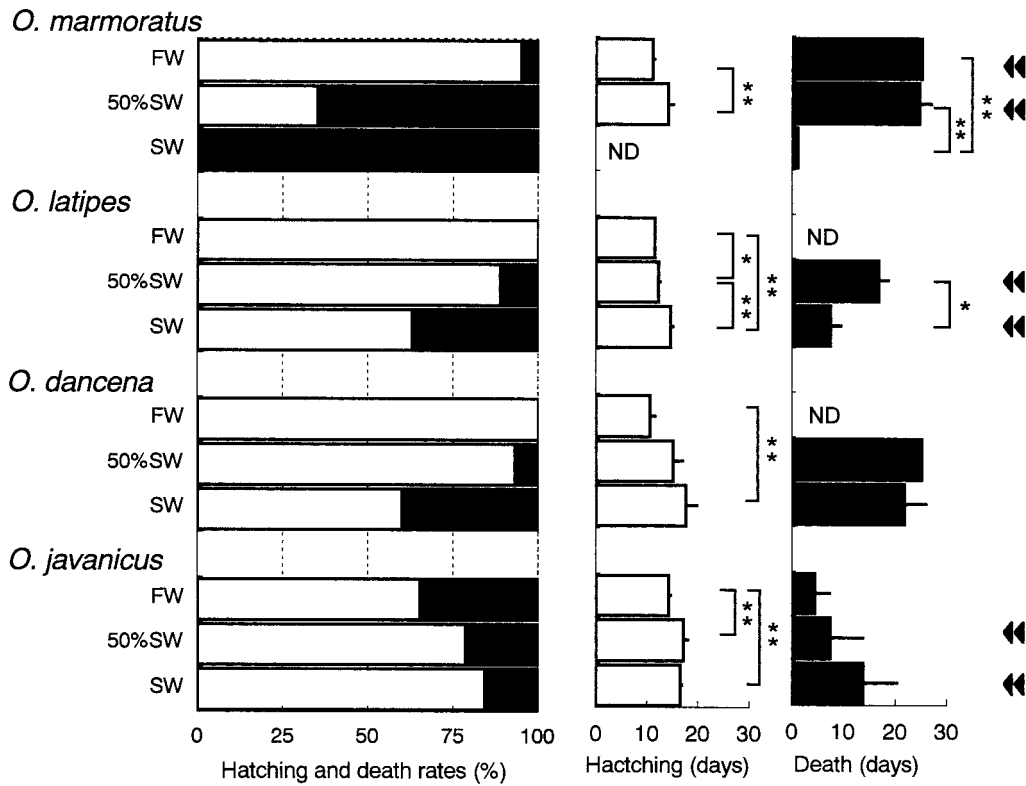 O. marmoratus
FW
50%SW
* *
* *
* *
SW
ND
O. latipes
FW
ND
50%SW
*
* *
* *
*
SW
O. dancena
FW
ND
50%SW
* *
SW
O. javanicus
FW
50%SW
* *
* *
SW
0 25 50 75 100 0 10 20 30 0 10 20 30
Hatching and death rates (%) Hactching (days) Death (days)